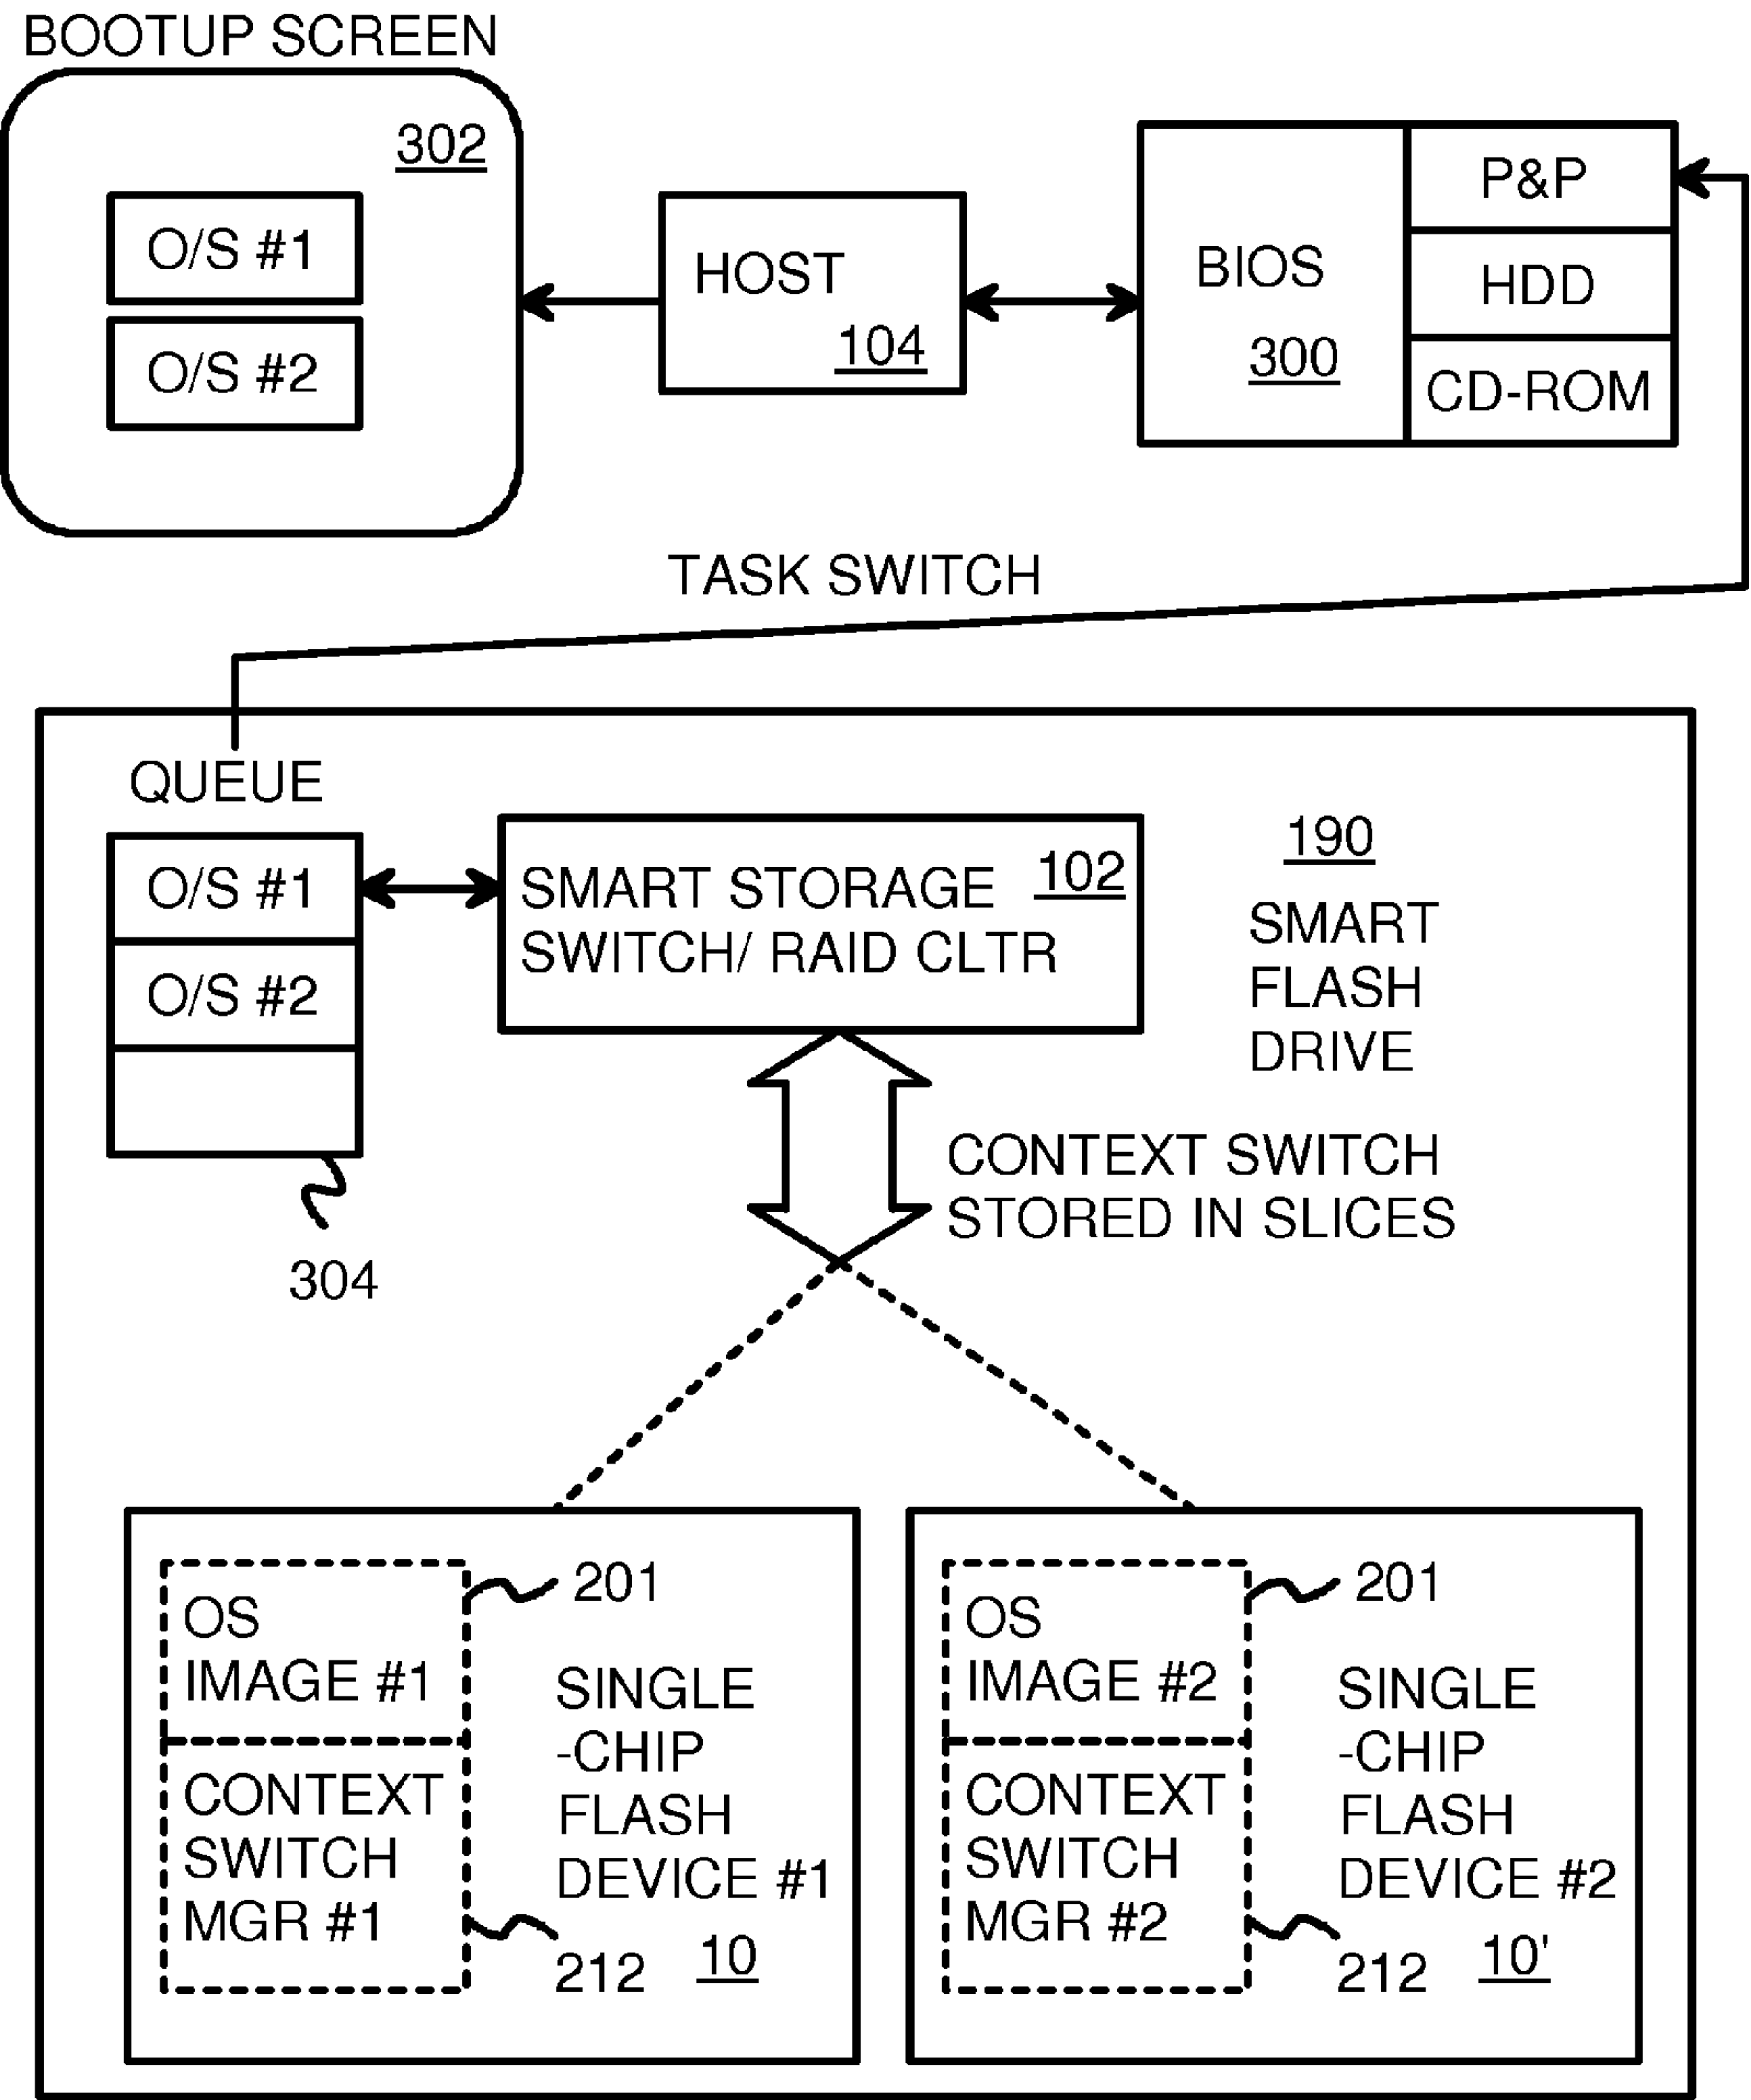 BOOTUP SCREEN
302
O/S #1
O/S #2
HOST
104
BIOS
300
P&P
HDD
CD-ROM
TASK SWITCH
QUEUE
O/S #1
O/S #2
304
SMART STORAGE
SWITCH/ RAID CLTR
102
190
SMART
FLASH
DRIVE
CONTEXT SWITCH
STORED IN SLICES
OS
IMAGE #1
CONTEXT
SWITCH
MGR #1
201
SINGLE
-CHIP
FLASH
DEVICE #1
212
10
OS
IMAGE #2
CONTEXT
SWITCH
MGR #2
201
SINGLE
-CHIP
FLASH
DEVICE #2
212
10'